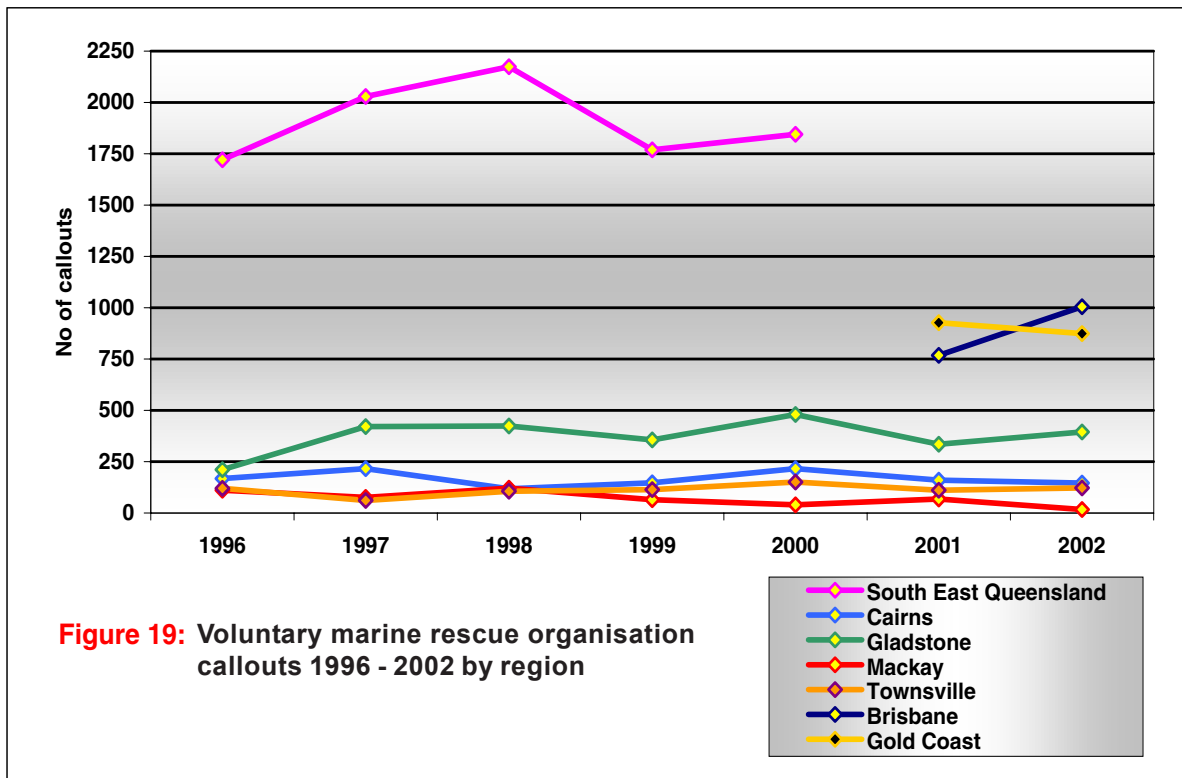 2250
2000
1750
1500
1250
1000
750
500
250
0
No of callouts
1996 1997 1998 1999 2000 2001 2002
Figure 19: Voluntary marine rescue organisation
callouts 1996 - 2002 by region
South East Queensland
Cairns
Gladstone
Mackay
Townsville
Brisbane
Gold Coast